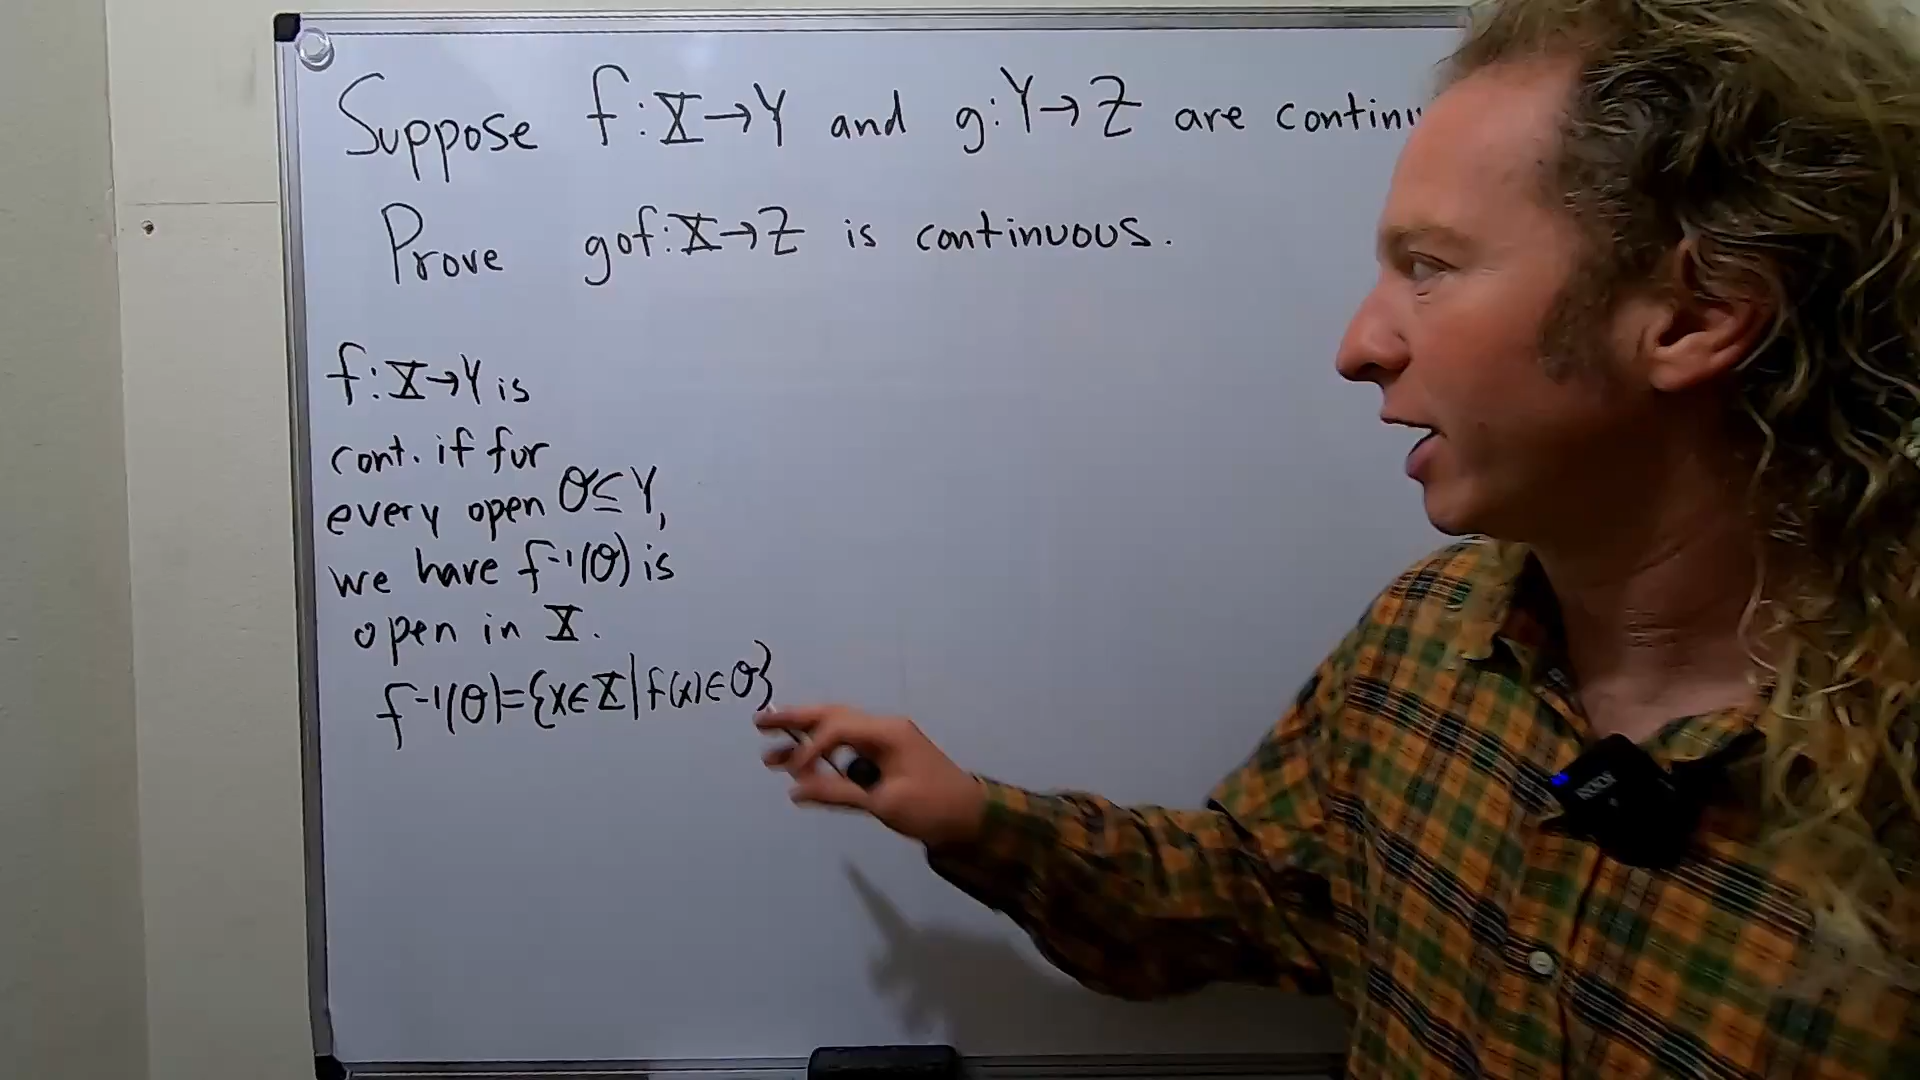 Suppose f: X→Y and g: Y→Z are continu
Prove g∘f: X→Z is continuous.
f: X→Y is
cont. if for
every open O⊆Y,
we have f⁻¹(O) is
open in X.
f⁻¹(O)={x∈X|f(x)∈O}